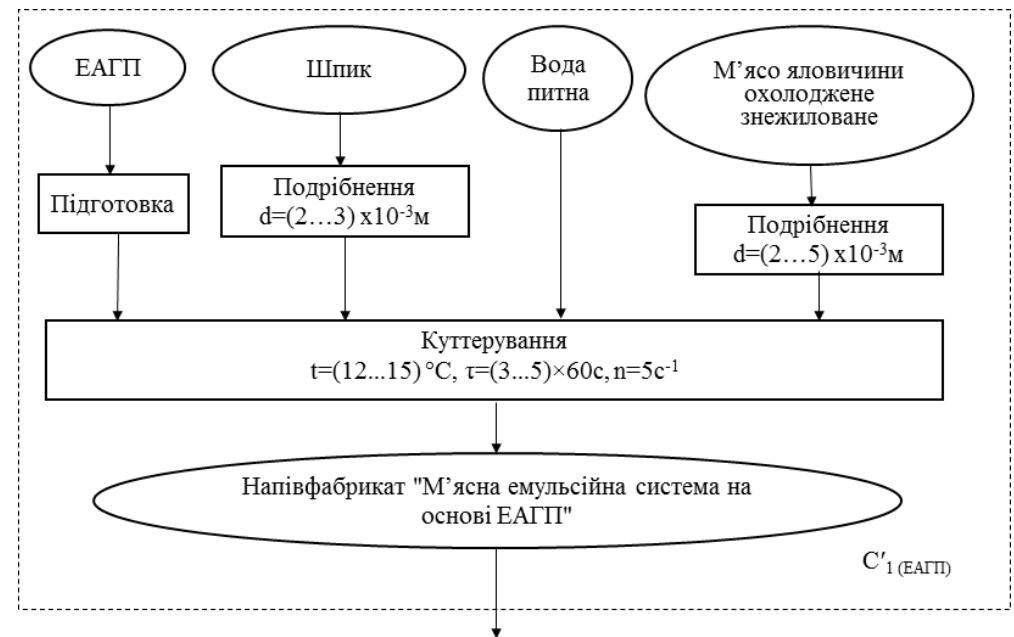 ЕАГП
Шпик
Вода
питна
М’ясо яловичини
охолоджене
знежиловане
Підготовка
Подрібнення
d=(2…3) x10⁻³м
Подрібнення
d=(2…5) x10⁻³м
Куттерування
t=(12...15) °С, τ=(3...5)×60с, n=5с⁻¹
Напівфабрикат "М’ясна емульсійна система на
основі ЕАГП"
С′₁ (ЕАГП)